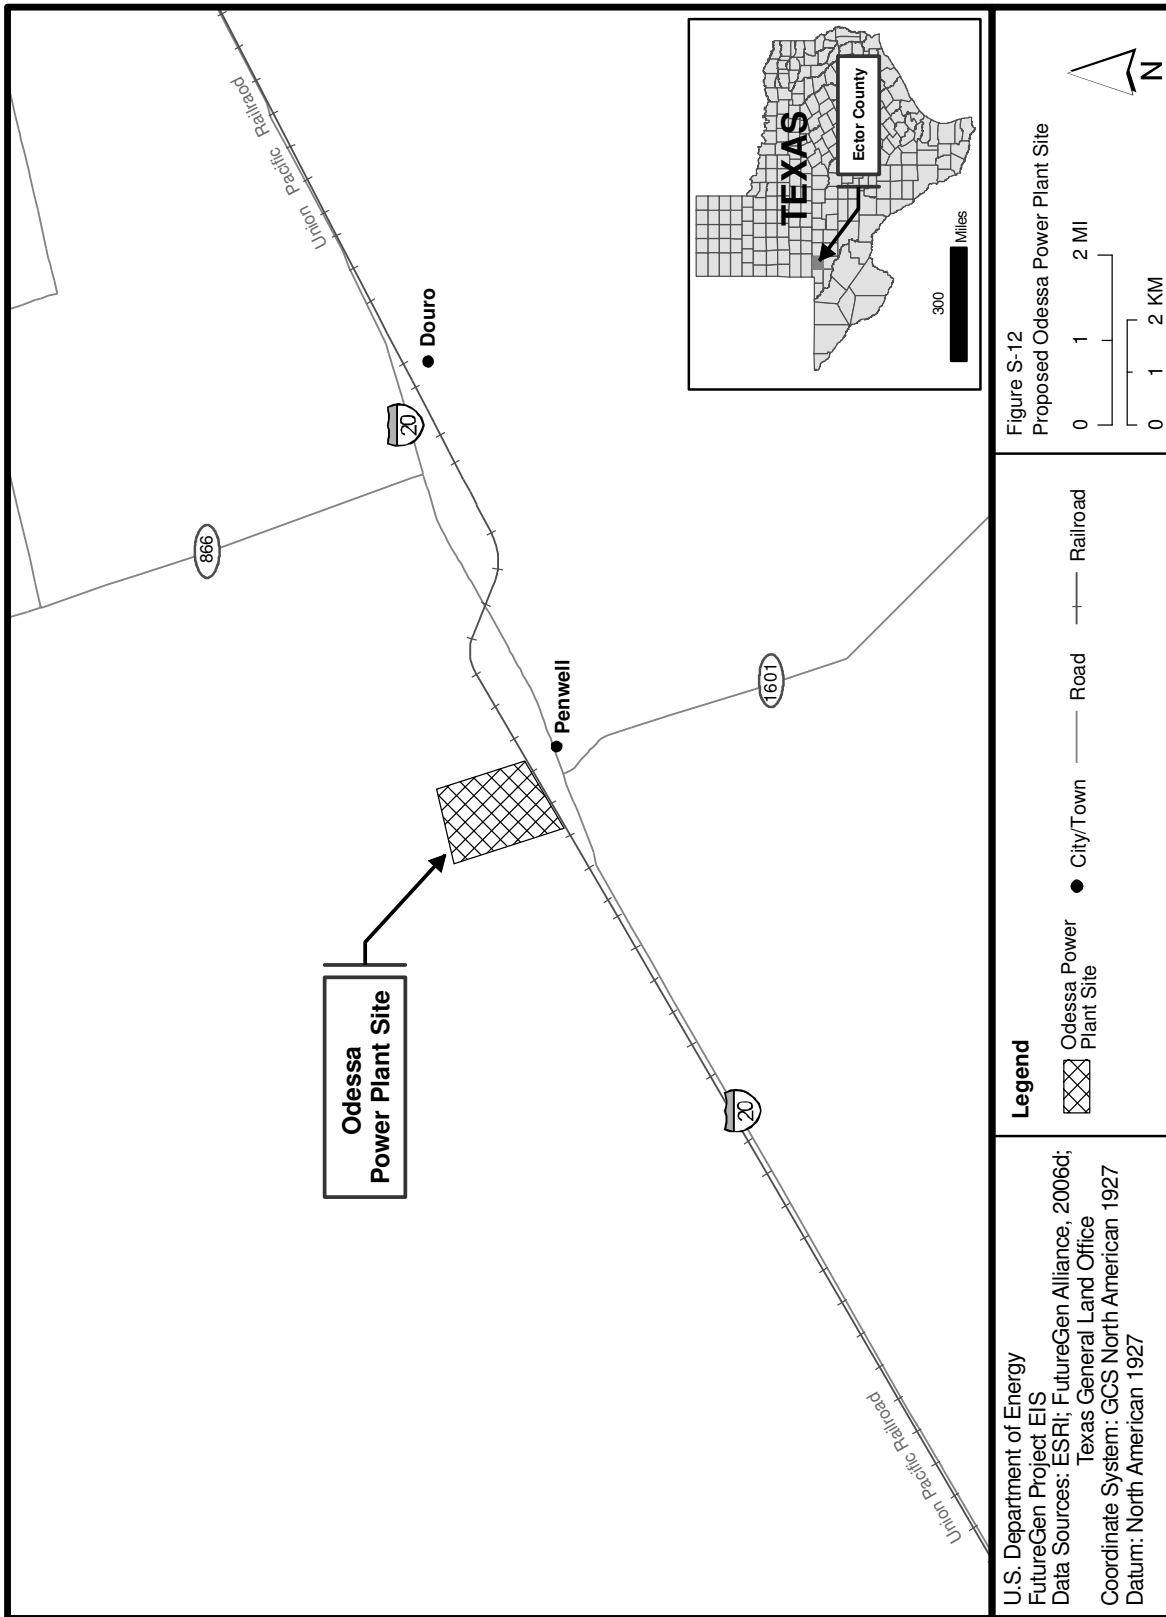 Union Pacific Railraod
Douro
20
866
Penwell
1601
Odessa
Power Plant Site
20
Union Pacific Railroad
TEXAS
Ector County
300
Miles
U.S. Department of Energy
FutureGen Project EIS
Data Sources: ESRI; FutureGen Alliance, 2006d;
Texas General Land Office
Coordinate System: GCS North American 1927
Datum: North American 1927
Legend
Odessa Power
Plant Site
City/Town
Road
Railroad
Figure S-12
Proposed Odessa Power Plant Site
0 1 2 MI
0 1 2 KM
N